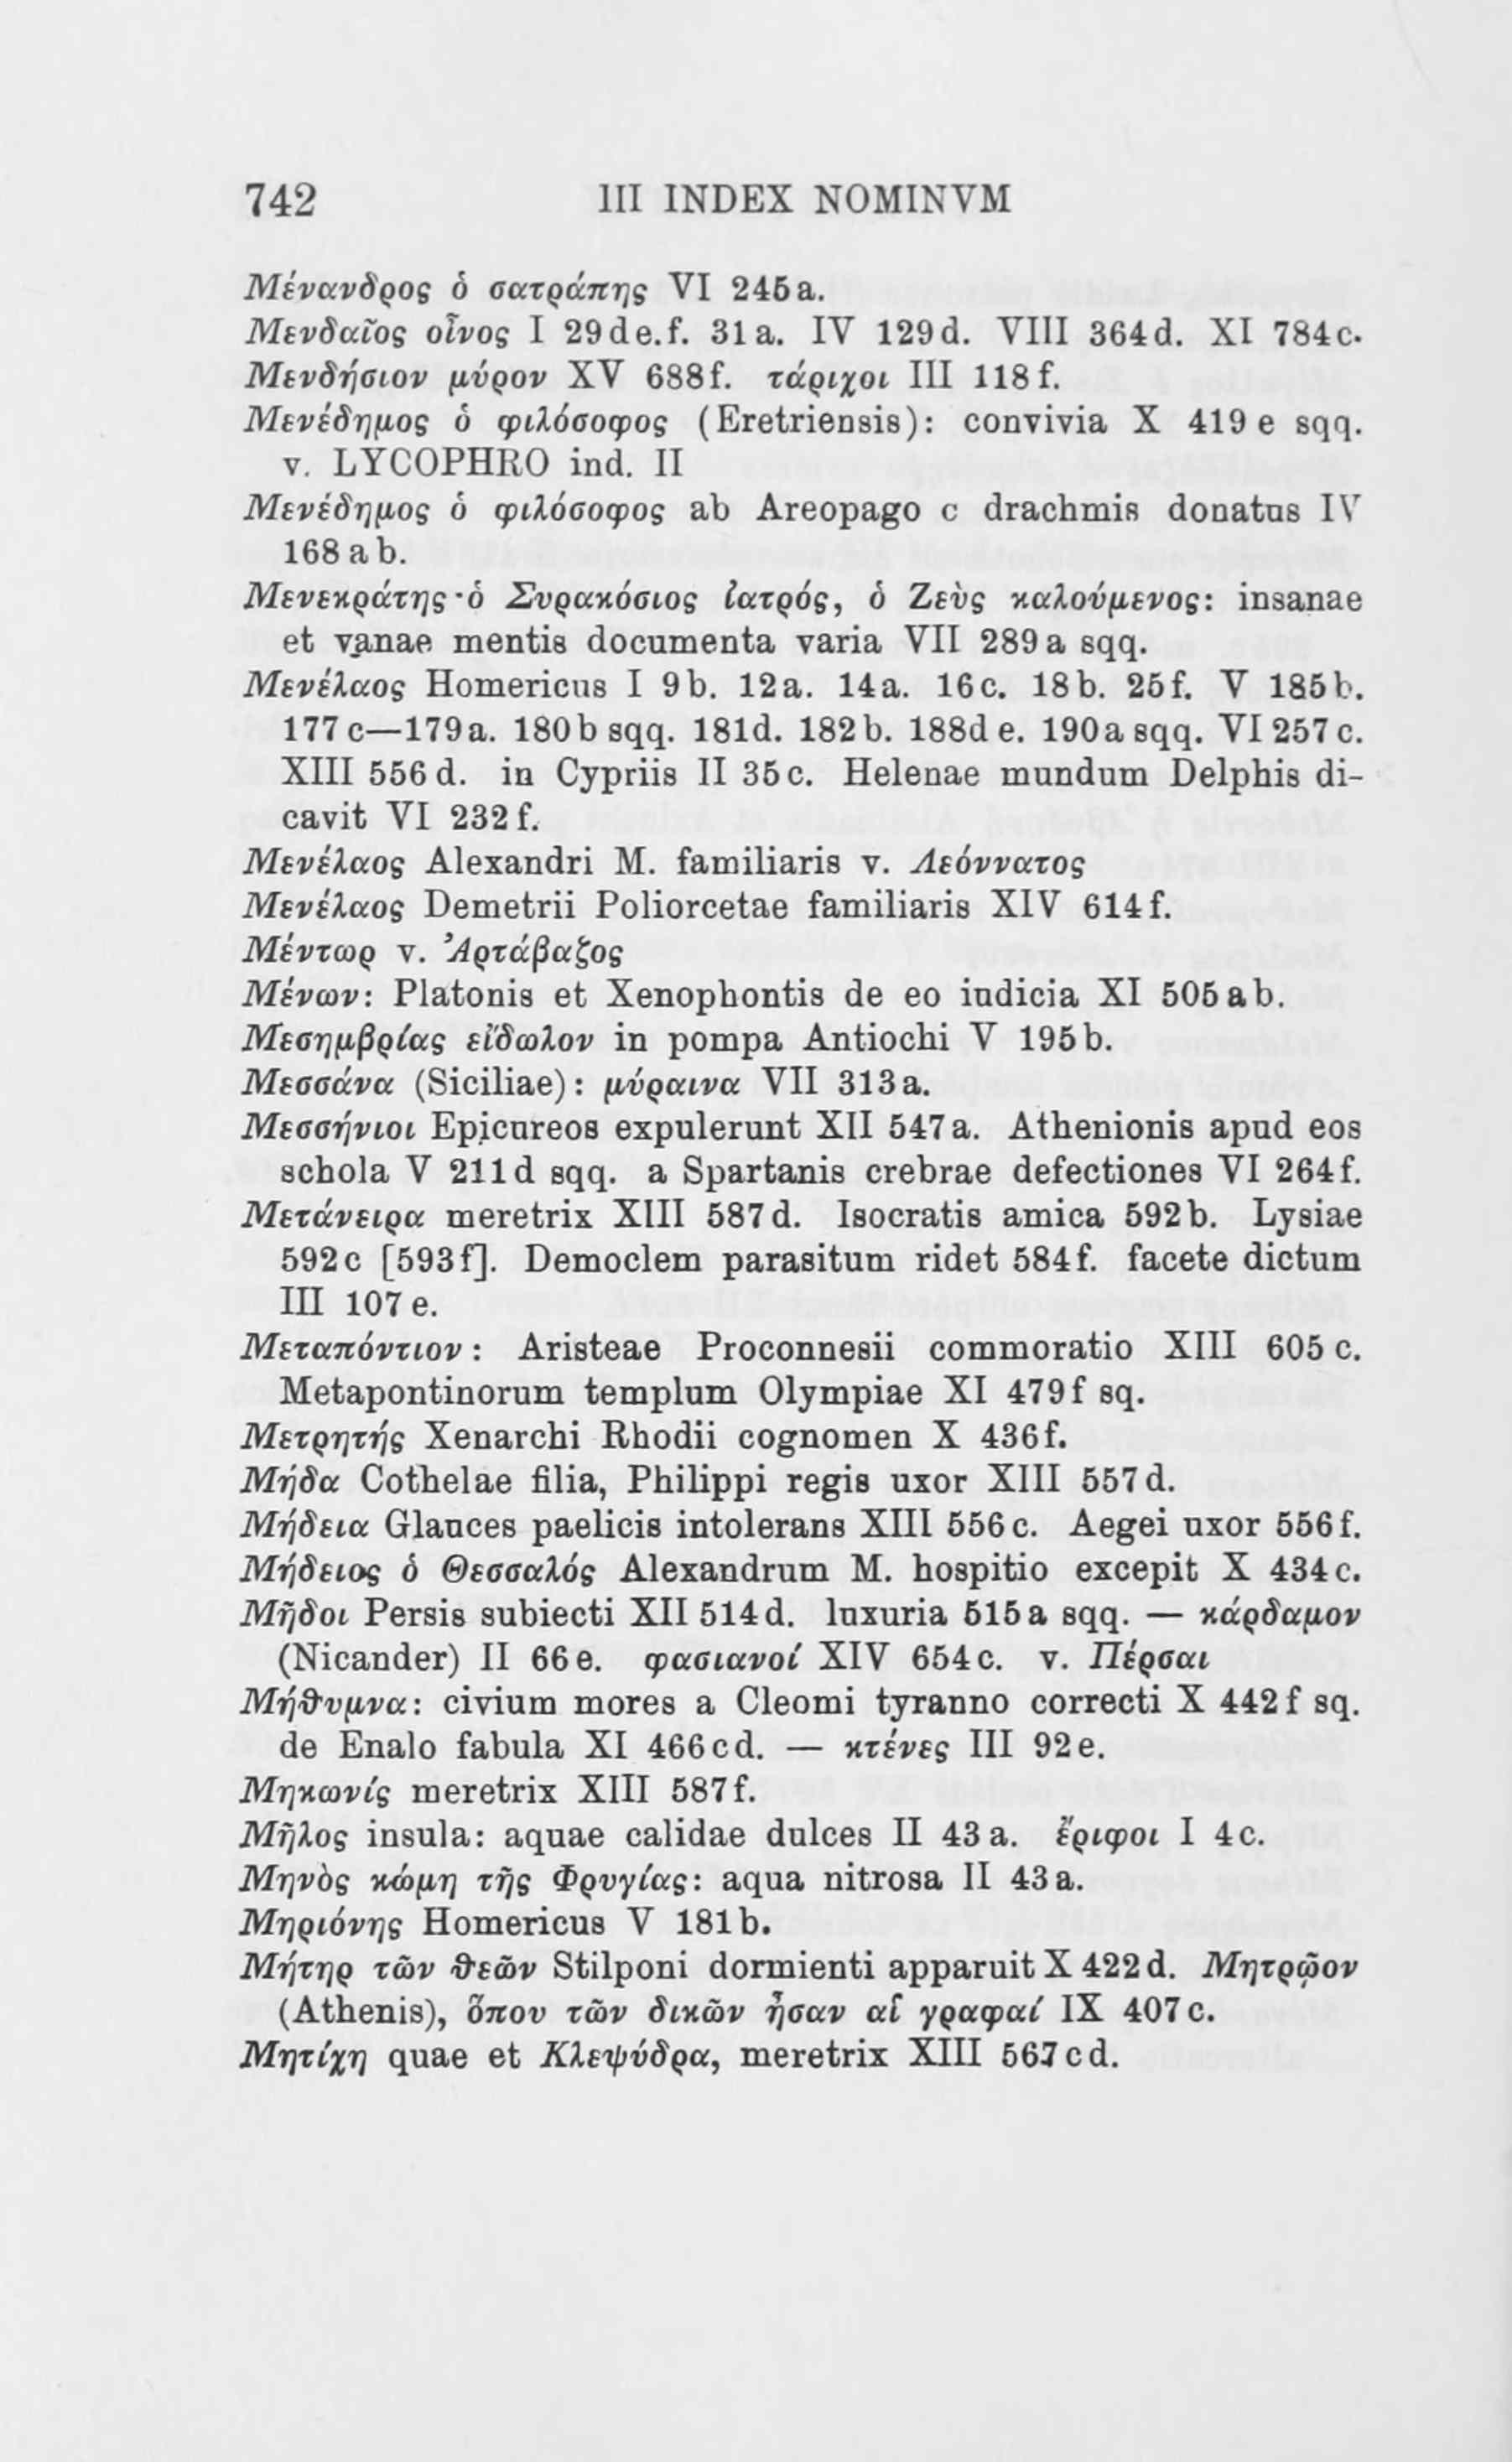 742 III INDEX NOMINVM
Μένανδρος ὁ σατράπης VI 245a.
Μενδαῖος οἶνος I 29de.f. 31a. IV 129d. VIII 364d. XI 784c.
Μενδήσιον μύρον XV 688f. τάριχοι III 118f.
Μενέδημος ὁ φιλόσοφος (Eretriensis): convivia X 419e sqq.
v. LYCOPHRO ind. II
Μενέδημος ὁ φιλόσοφος ab Areopago c drachmis donatus IV
168ab.
Μενεκράτης ὁ Συρακόσιος ἰατρός, ὁ Ζεὺς καλούμενος: insanae
et vanae mentis documenta varia VII 289a sqq.
Μενέλαος Homericus I 9b. 12a. 14a. 16c. 18b. 25f. V 185b.
177c—179a. 180b sqq. 181d. 182b. 188de. 190a sqq. VI 257c.
XIII 556d. in Cypriis II 35c. Helenae mundum Delphis di-
cavit VI 232f.
Μενέλαος Alexandri M. familiaris v. Λεόννατος
Μενέλαος Demetrii Poliorcetae familiaris XIV 614f.
Μέντωρ v. Ἀρτάβαζος
Μένων: Platonis et Xenophontis de eo iudicia XI 505ab.
Μεσημβρίας εἴδωλον in pompa Antiochi V 195b.
Μεσσάνα (Siciliae): μύραινα VII 313a.
Μεσσήνιοι Epicureos expulerunt XII 547a. Athenionis apud eos
schola V 211d sqq. a Spartanis crebrae defectiones VI 264f.
Μετάνειρα meretrix XIII 587d. Isocratis amica 592b. Lysiae
592c [593f]. Democlem parasitum ridet 584f. facete dictum
III 107e.
Μεταπόντιον: Aristeae Proconnesii commoratio XIII 605c.
Metapontinorum templum Olympiae XI 479f sq.
Μετρητής Xenarchi Rhodii cognomen X 436f.
Μήδα Cothelae filia, Philippi regis uxor XIII 557d.
Μήδεια Glauces paelicis intolerans XIII 556c. Aegei uxor 556f.
Μήδειος ὁ Θεσσαλός Alexandrum M. hospitio excepit X 434c.
Μῆδοι Persis subiecti XII 514d. luxuria 515a sqq. — κάρδαμον
(Nicander) II 66e. φασιανοί XIV 654c. v. Πέρσαι
Μήθυμνα: civium mores a Cleomi tyranno correcti X 442f sq.
de Enalo fabula XI 466cd. — κτένες III 92e.
Μηκωνίς meretrix XIII 587f.
Μῆλος insula: aquae calidae dulces II 43a. ἔριφοι I 4c.
Μηνὸς κώμη τῆς Φρυγίας: aqua nitrosa II 43a.
Μηριόνης Homericus V 181b.
Μήτηρ τῶν θεῶν Stilponi dormienti apparuit X 422d. Μητρῷον
(Athenis), ὅπου τῶν δικῶν ἦσαν αἱ γραφαί IX 407c.
Μητίχη quae et Κλεψύδρα, meretrix XIII 567cd.